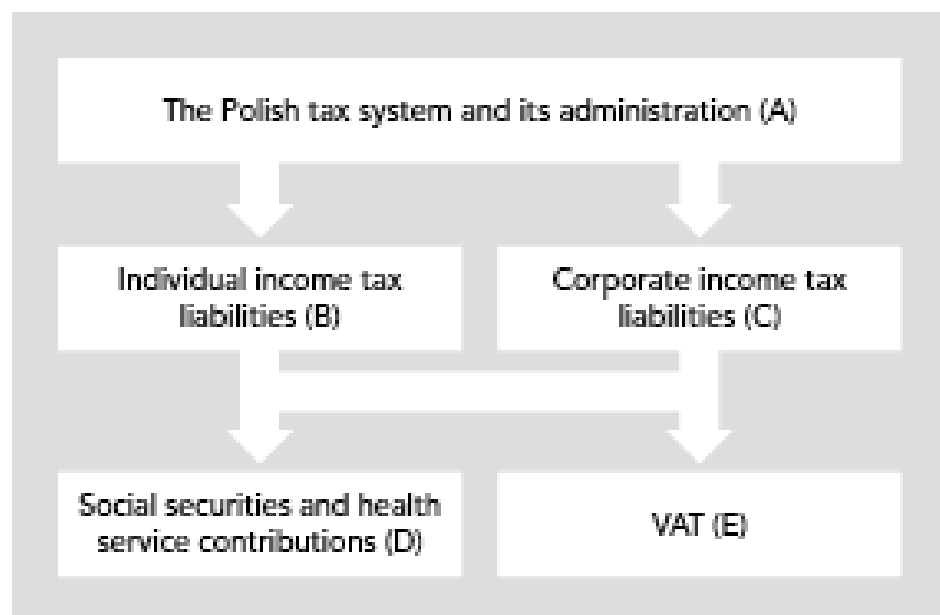 The Polish tax system and its administration (A)
Individual income tax
liabilities (B)
Corporate income tax
liabilities (C)
Social securities and health
service contributions (D)
VAT (E)